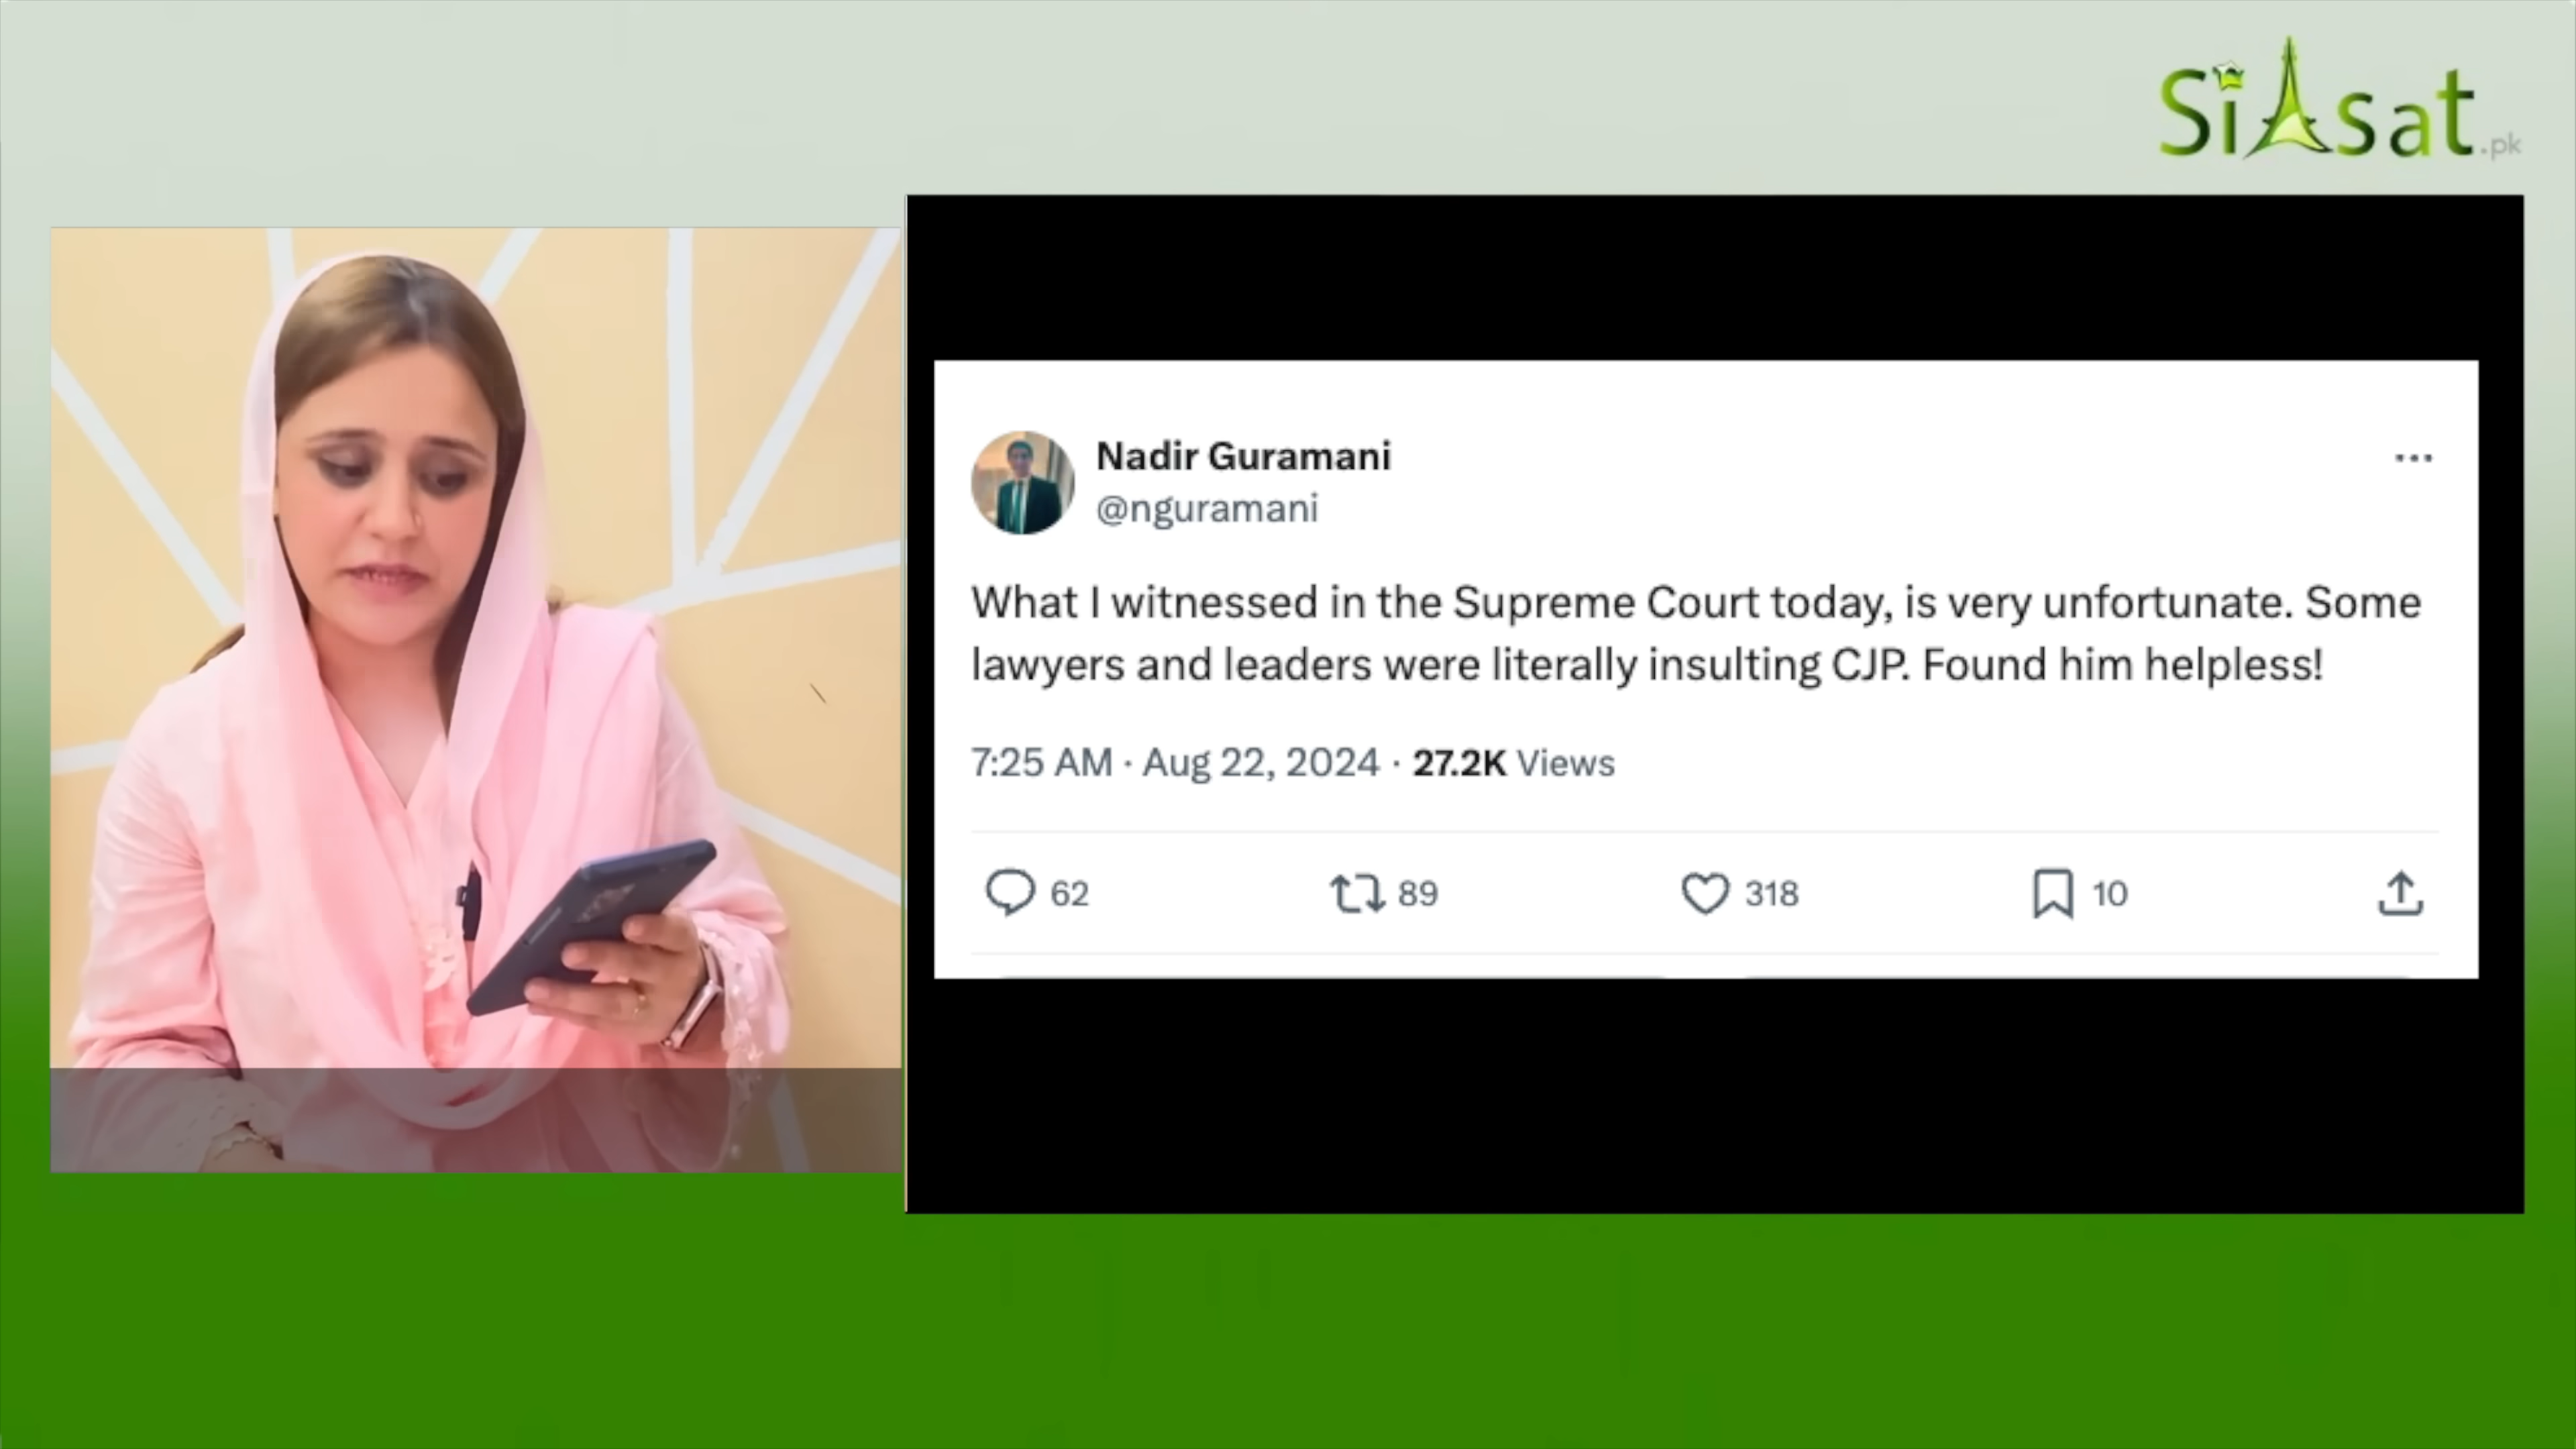 SiAsat.pk
Nadir Guramani
@nguramani
What I witnessed in the Supreme Court today, is very unfortunate. Some
lawyers and leaders were literally insulting CJP. Found him helpless!
7:25 AM · Aug 22, 2024 · 27.2K Views
62 89 318 10